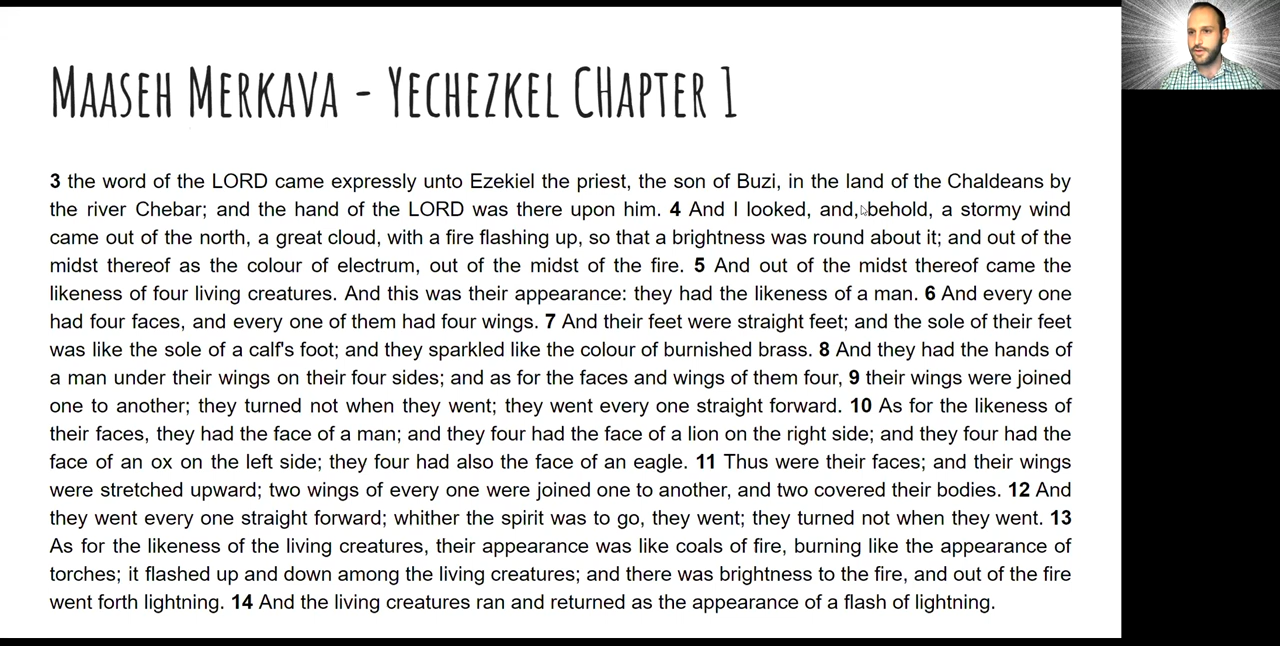 MAASEH MERKAVA - YECHEZKEL CHAPTER 1
3 the word of the LORD came expressly unto Ezekiel the priest, the son of Buzi, in the land of the Chaldeans by
the river Chebar; and the hand of the LORD was there upon him. 4 And I looked, and, behold, a stormy wind
came out of the north, a great cloud, with a fire flashing up, so that a brightness was round about it; and out of the
midst thereof as the colour of electrum, out of the midst of the fire. 5 And out of the midst thereof came the
likeness of four living creatures. And this was their appearance: they had the likeness of a man. 6 And every one
had four faces, and every one of them had four wings. 7 And their feet were straight feet; and the sole of their feet
was like the sole of a calf's foot; and they sparkled like the colour of burnished brass. 8 And they had the hands of
a man under their wings on their four sides; and as for the faces and wings of them four, 9 their wings were joined
one to another; they turned not when they went; they went every one straight forward. 10 As for the likeness of
their faces, they had the face of a man; and they four had the face of a lion on the right side; and they four had the
face of an ox on the left side; they four had also the face of an eagle. 11 Thus were their faces; and their wings
were stretched upward; two wings of every one were joined one to another, and two covered their bodies. 12 And
they went every one straight forward; whither the spirit was to go, they went; they turned not when they went. 13
As for the likeness of the living creatures, their appearance was like coals of fire, burning like the appearance of
torches; it flashed up and down among the living creatures; and there was brightness to the fire, and out of the fire
went forth lightning. 14 And the living creatures ran and returned as the appearance of a flash of lightning.